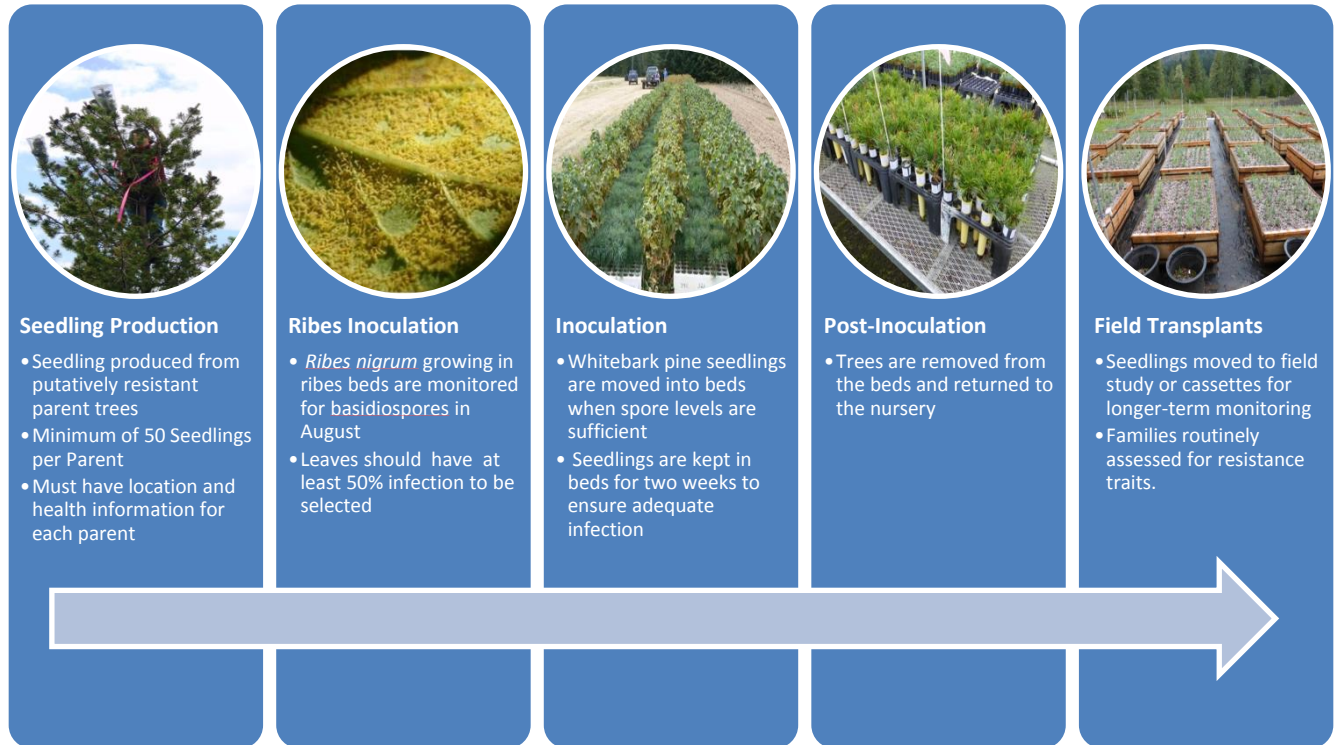 Seedling Production
•Seedling produced from
putatively resistant
parent trees
•Minimum of 50 Seedlings
per Parent
•Must have location and
health information for
each parent
Ribes Inoculation
• Ribes nigrum growing in
ribes beds are monitored
for basidiospores in
August
•Leaves should have at
least 50% infection to be
selected
Inoculation
•Whitebark pine seedlings
are moved into beds
when spore levels are
sufficient
• Seedlings are kept in
beds for two weeks to
ensure adequate
infection
Post-Inoculation
•Trees are removed from
the beds and returned to
the nursery
Field Transplants
•Seedlings moved to field
study or cassettes for
longer-term monitoring
•Families routinely
assessed for resistance
traits.